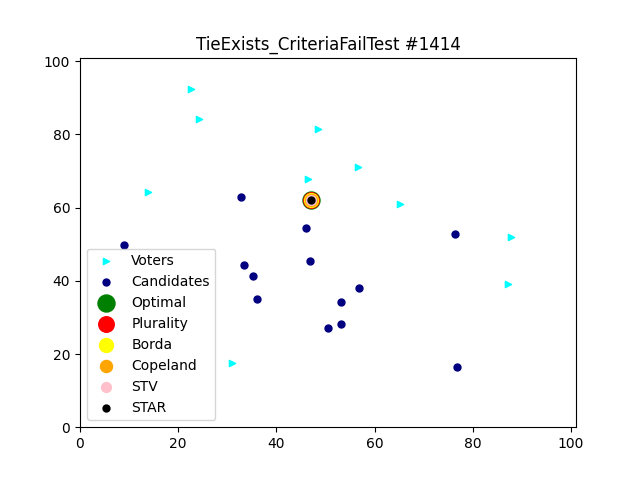 TieExists_CriteriaFailTest #1414
100
80
60
40
20
0
0 20 40 60 80 100
Voters
Candidates
Optimal
Plurality
Borda
Copeland
STV
STAR